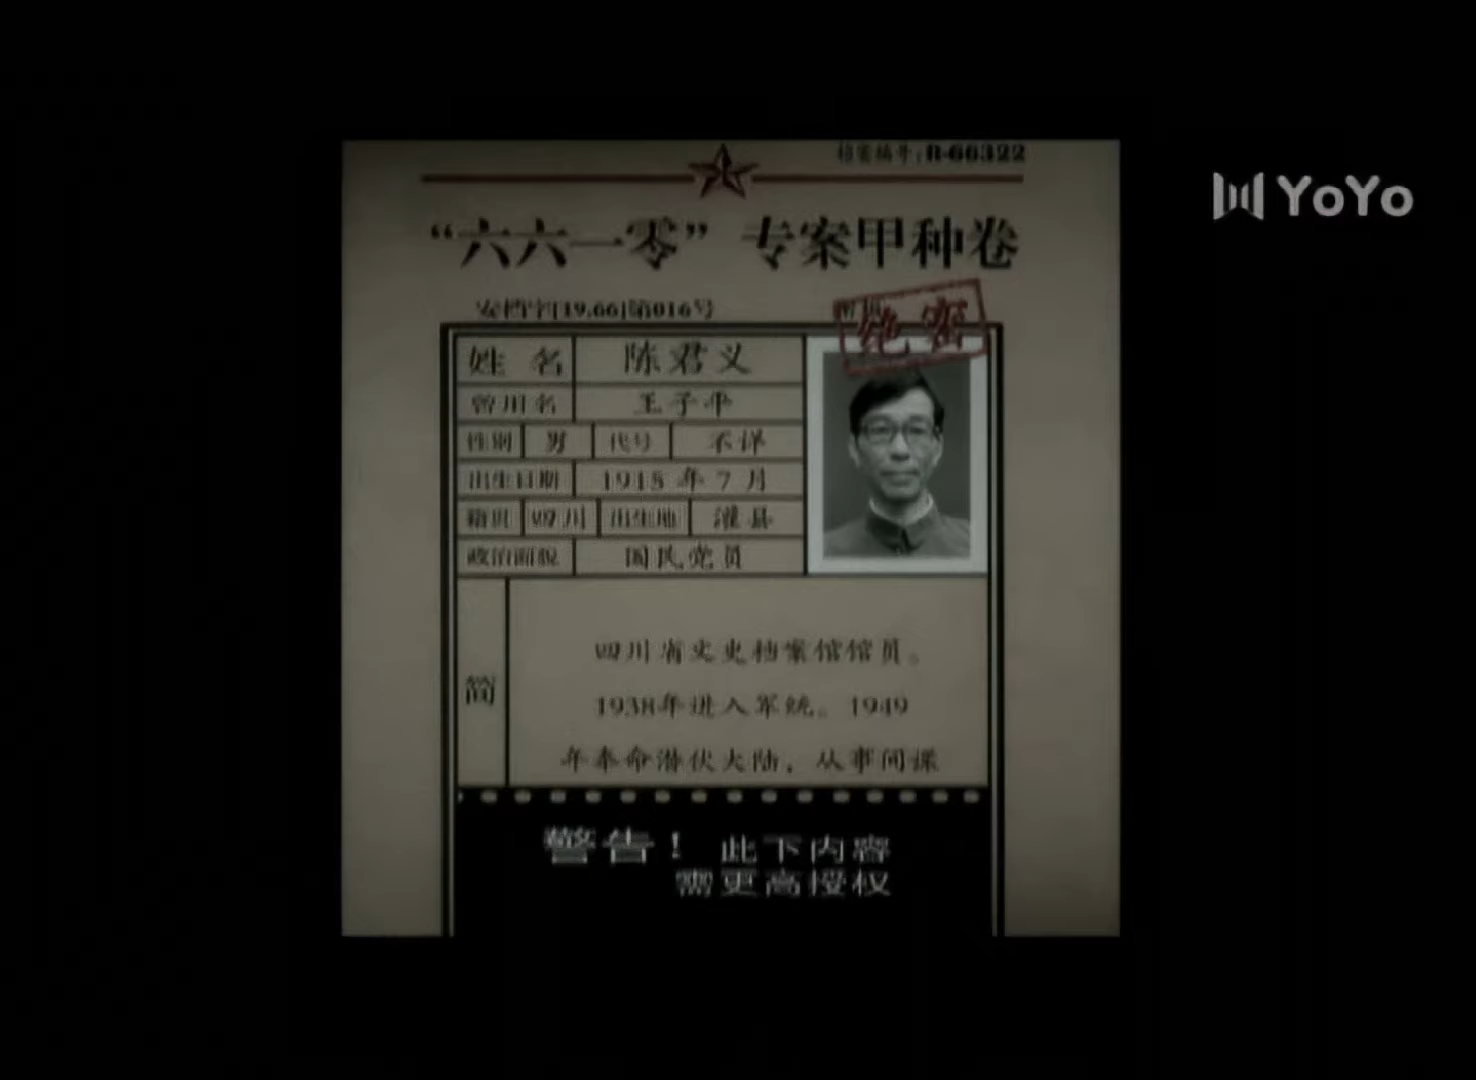 档案编号：B-66322
YoYo
“六六一零”专案甲种卷
安档字[19.66]第016号
绝密
姓 名 陈君义
曾用名 王子平
性别 男 代号 不详
出生日期 1915 年 7 月
籍贯 四川 出生地 灌县
政治面貌 国民党员
简
四川省文史档案馆馆员。
1938年进入军统。1949
年奉命潜伏大陆，从事间谍
警告！此下内容
需更高授权